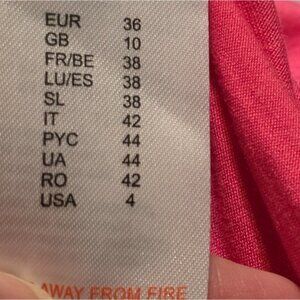 EUR 36
GB 10
FR/BE 38
LU/ES 38
SL 38
IT 42
PYC 44
UA 44
RO 42
USA 4
AWAY FROM FIRE